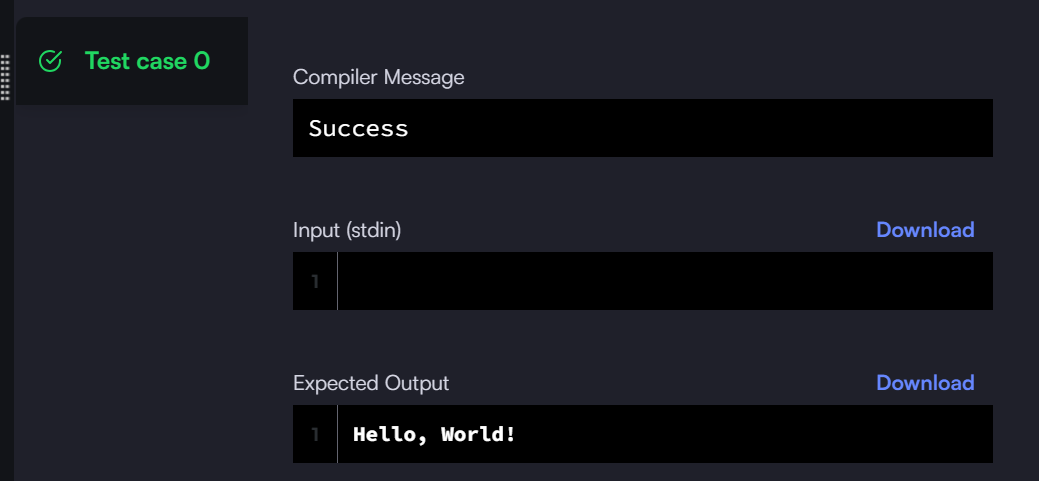 Test case 0
Compiler Message
Success
Input (stdin)
Download
1
Expected Output
Download
1
Hello, World!